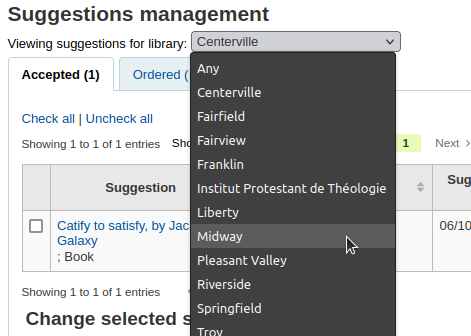 Suggestions management
Viewing suggestions for library: Centerville
Accepted (1) Ordered (
Any
Centerville
Fairfield
Fairview
Franklin
Institut Protestant de Théologie
Liberty
Midway
Pleasant Valley
Riverside
Springfield
Troy
Check all | Uncheck all
Showing 1 to 1 of 1 entries Sho 1 Next
Suggestion Sug
Catify to satisfy, by Jac 06/10
Galaxy
; Book
Showing 1 to 1 of 1 entries
Change selected s